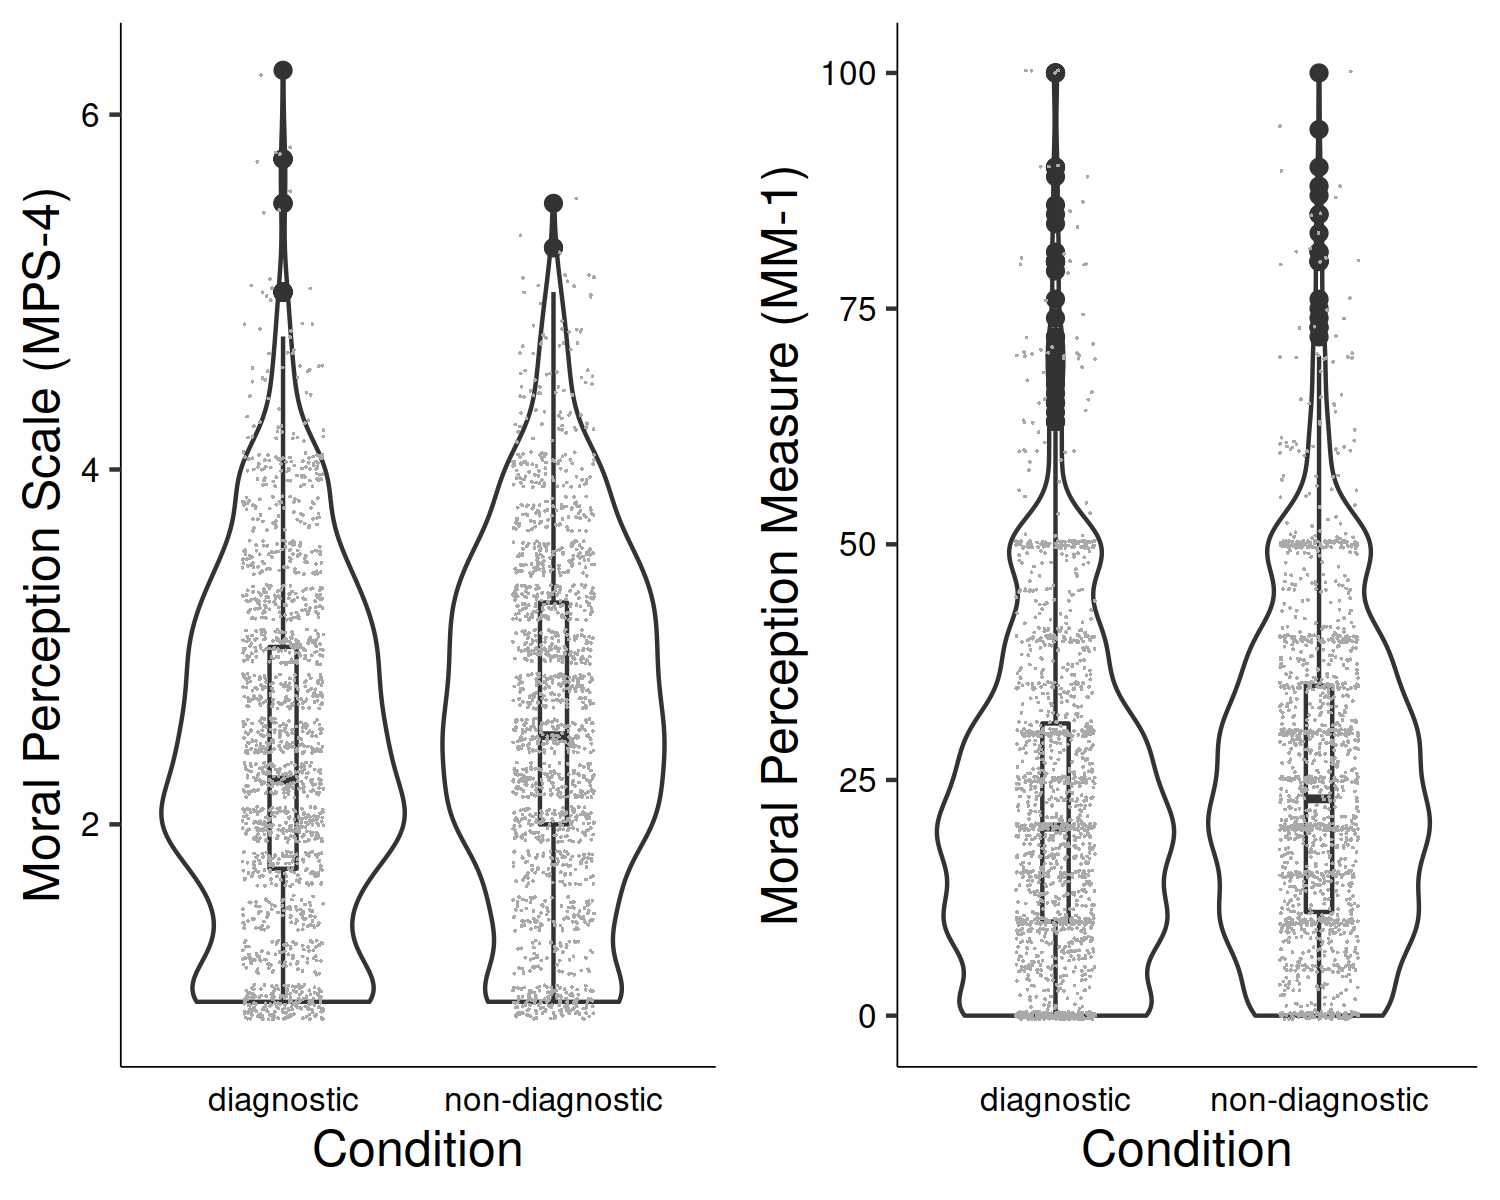 Moral Perception Scale (MPS-4)
6
4
2
diagnostic
non-diagnostic
Condition
Moral Perception Measure (MM-1)
100
75
50
25
0
diagnostic
non-diagnostic
Condition